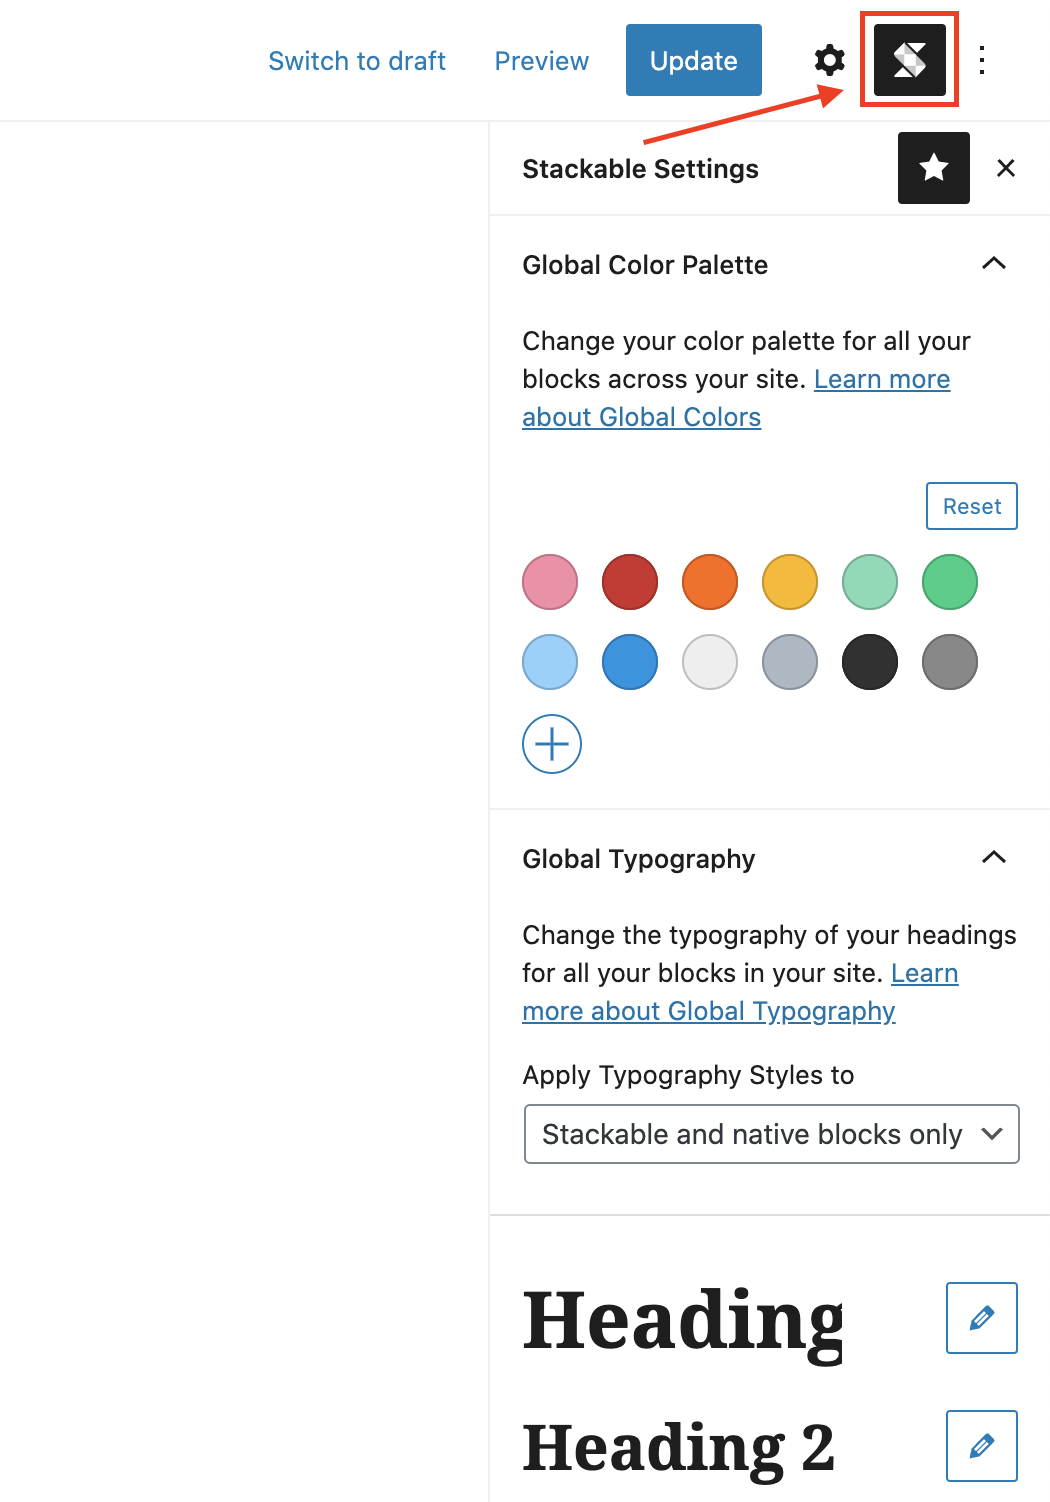 Switch to draft
Preview
Update
Stackable Settings
Global Color Palette
Change your color palette for all your
blocks across your site. Learn more
about Global Colors
Reset
Global Typography
Change the typography of your headings
for all your blocks in your site. Learn
more about Global Typography
Apply Typography Styles to
Stackable and native blocks only
Heading
Heading 2